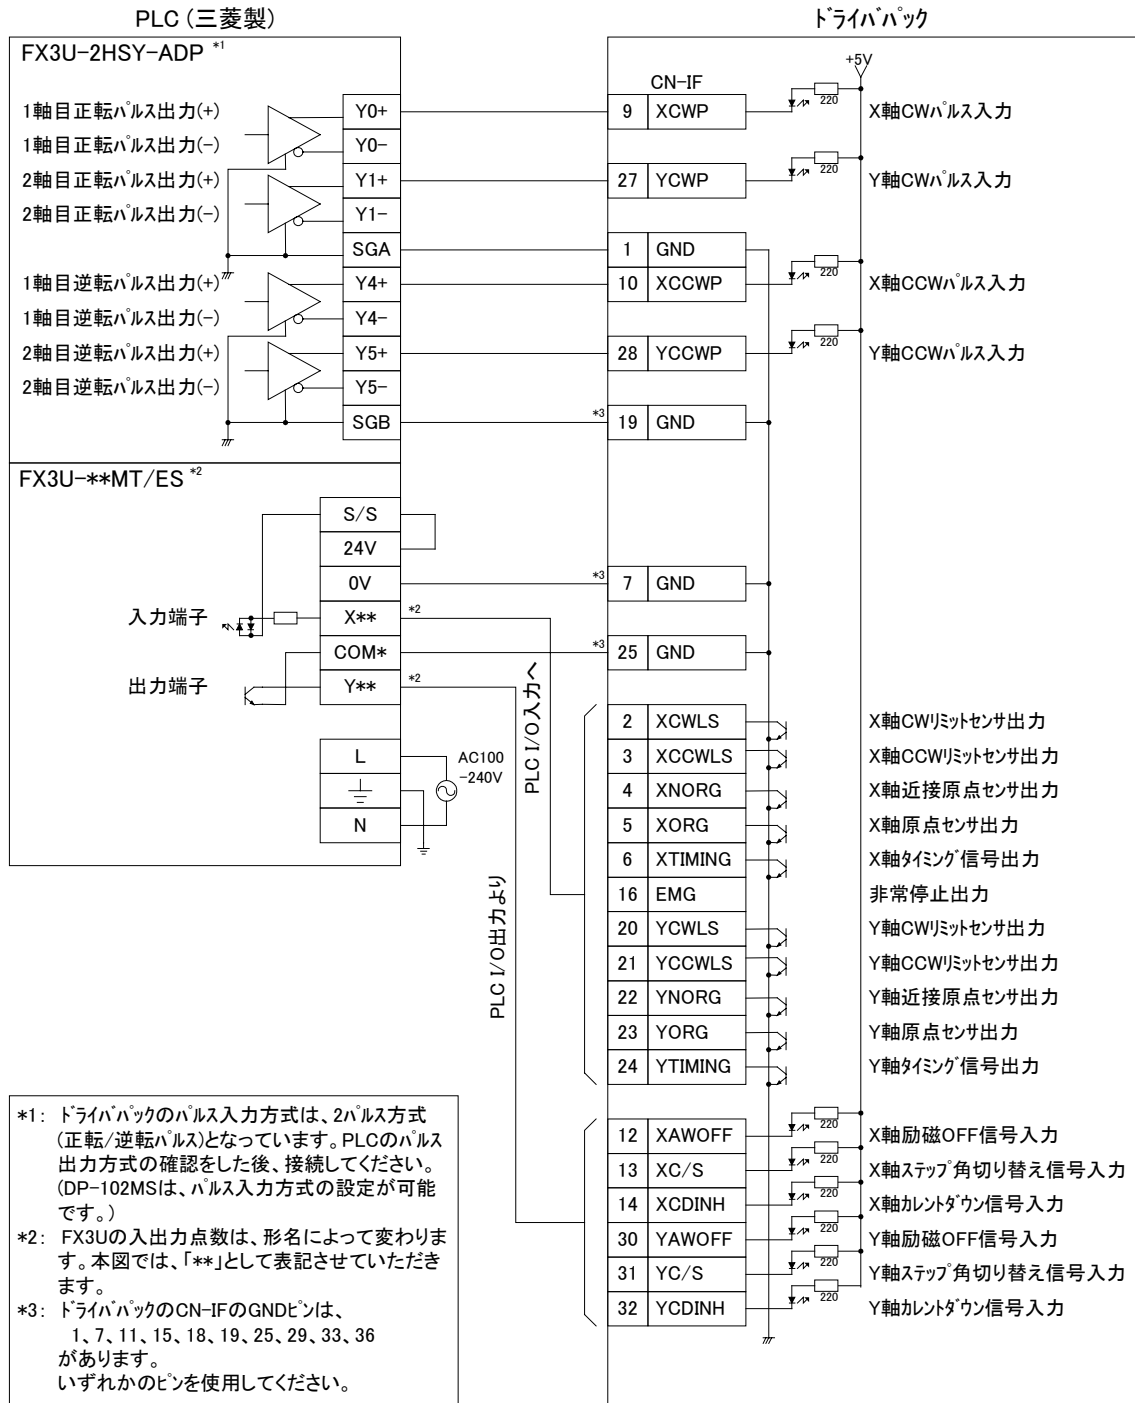 PLC (三菱製)
ドライバパック
FX3U-2HSY-ADP *1
+5V
CN-IF
1軸目正転パルス出力(+) Y0+ 9 XCWP 220 X軸CWパルス入力
1軸目正転パルス出力(-) Y0-
2軸目正転パルス出力(+) Y1+ 27 YCWP 220 Y軸CWパルス入力
2軸目正転パルス出力(-) Y1-
SGA 1 GND
1軸目逆転パルス出力(+) Y4+ 10 XCCWP 220 X軸CCWパルス入力
1軸目逆転パルス出力(-) Y4-
2軸目逆転パルス出力(+) Y5+ 28 YCCWP 220 Y軸CCWパルス入力
2軸目逆転パルス出力(-) Y5-
SGB *3 19 GND
FX3U-**MT/ES *2
S/S
24V
0V *3 7 GND
入力端子 X** *2
COM* *3 25 GND
出力端子 Y** *2
PLC I/O入力へ
PLC I/O出力より
L
N
AC100
-240V
2 XCWLS X軸CWリミットセンサ出力
3 XCCWLS X軸CCWリミットセンサ出力
4 XNORG X軸近接原点センサ出力
5 XORG X軸原点センサ出力
6 XTIMING X軸タイミング信号出力
16 EMG 非常停止出力
20 YCWLS Y軸CWリミットセンサ出力
21 YCCWLS Y軸CCWリミットセンサ出力
22 YNORG Y軸近接原点センサ出力
23 YORG Y軸原点センサ出力
24 YTIMING Y軸タイミング信号出力
12 XAWOFF 220 X軸励磁OFF信号入力
13 XC/S 220 X軸ステップ角切り替え信号入力
14 XCDINH 220 X軸カレントダウン信号入力
30 YAWOFF 220 Y軸励磁OFF信号入力
31 YC/S 220 Y軸ステップ角切り替え信号入力
32 YCDINH 220 Y軸カレントダウン信号入力
*1: ドライバパックのパルス入力方式は、2パルス方式
(正転/逆転パルス)となっています。PLCのパルス
出力方式の確認をした後、接続してください。
(DP-102MSは、パルス入力方式の設定が可能
です。)
*2: FX3Uの入出力点数は、形名によって変わりま
す。本図では、「**」として表記させていただき
ます。
*3: ドライバパックのCN-IFのGNDピンは、
1、7、11、15、18、19、25、29、33、36
があります。
いずれかのピンを使用してください。